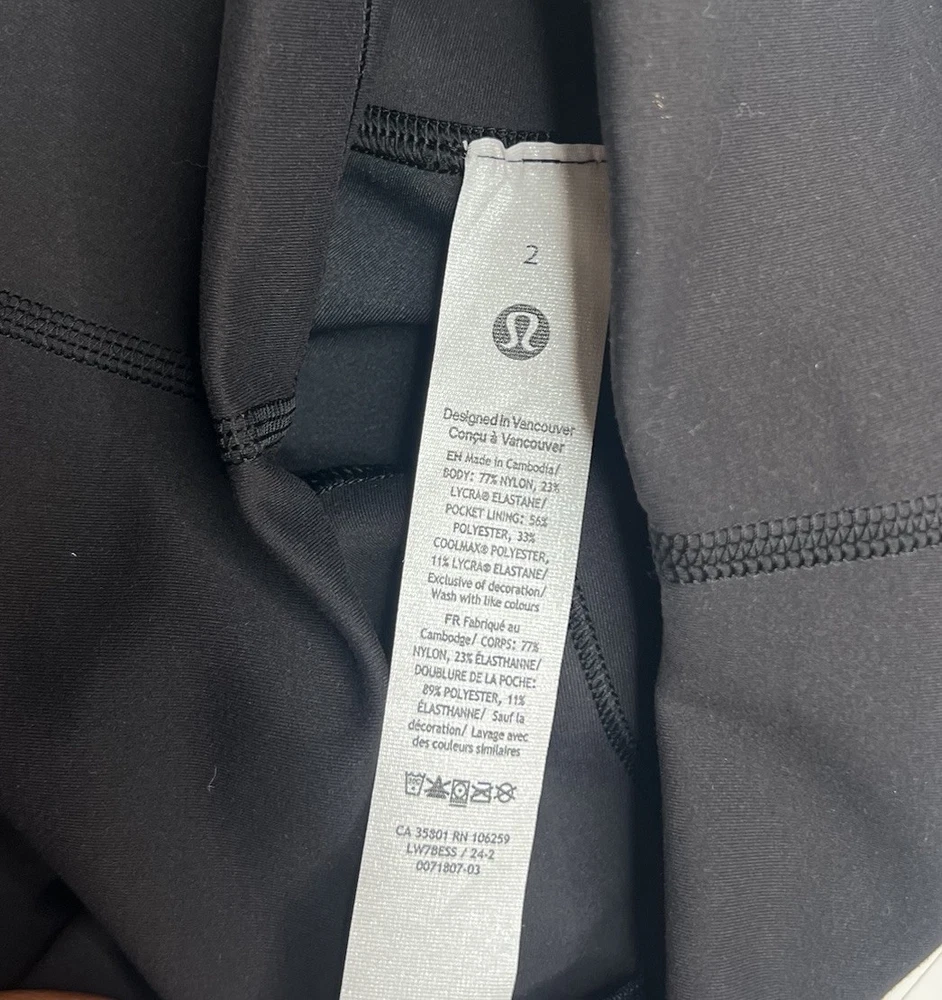 2
Designed in Vancouver
Conçu à Vancouver
EH Made in Cambodia/
BODY: 77% NYLON, 23%
LYCRA® ELASTANE/
POCKET LINING: 56%
POLYESTER, 33%
COOLMAX® POLYESTER,
11% LYCRA® ELASTANE/
Exclusive of decoration/
Wash with like colours
FR Fabriqué au
Cambodge/ CORPS: 77%
NYLON, 23% ÉLASTHANNE/
DOUBLURE DE LA POCHE:
89% POLYESTER, 11%
ÉLASTHANNE/ Sauf la
décoration/ Lavage avec
des couleurs similaires
CA 35801 RN 106259
LW7BESS / 24-2
0071807-03